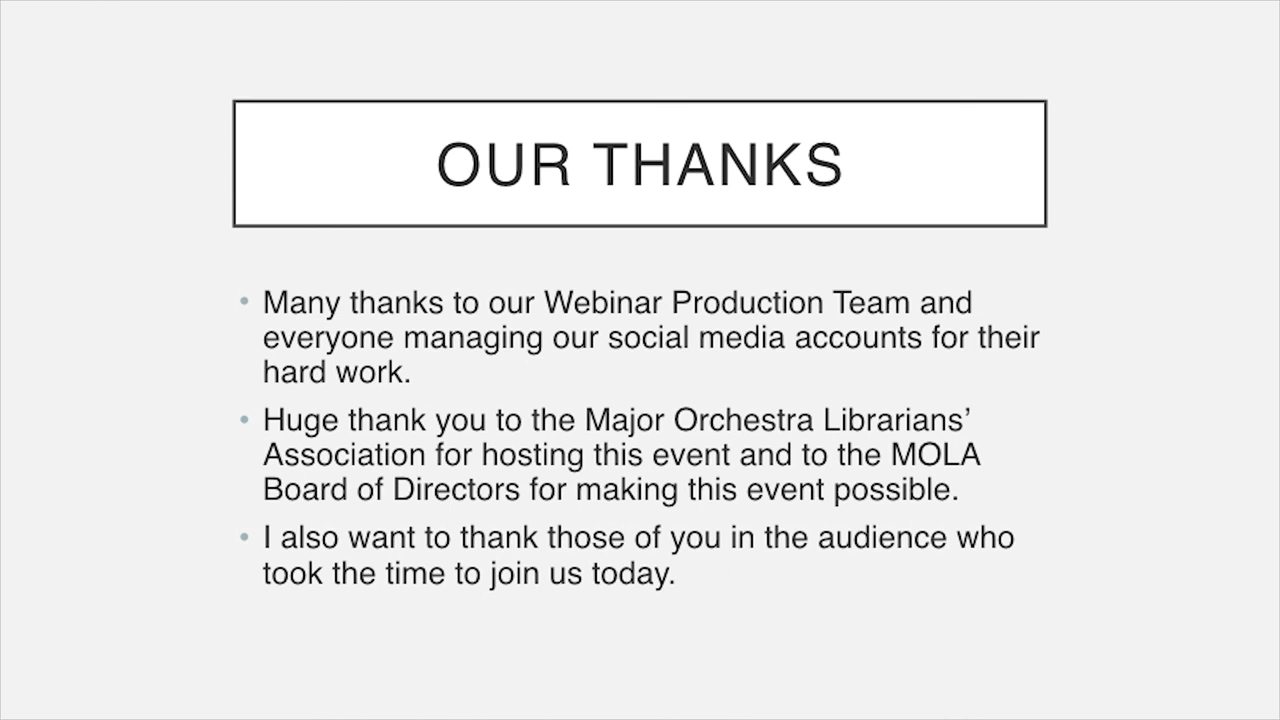 OUR THANKS
• Many thanks to our Webinar Production Team and
everyone managing our social media accounts for their
hard work.
• Huge thank you to the Major Orchestra Librarians’
Association for hosting this event and to the MOLA
Board of Directors for making this event possible.
• I also want to thank those of you in the audience who
took the time to join us today.